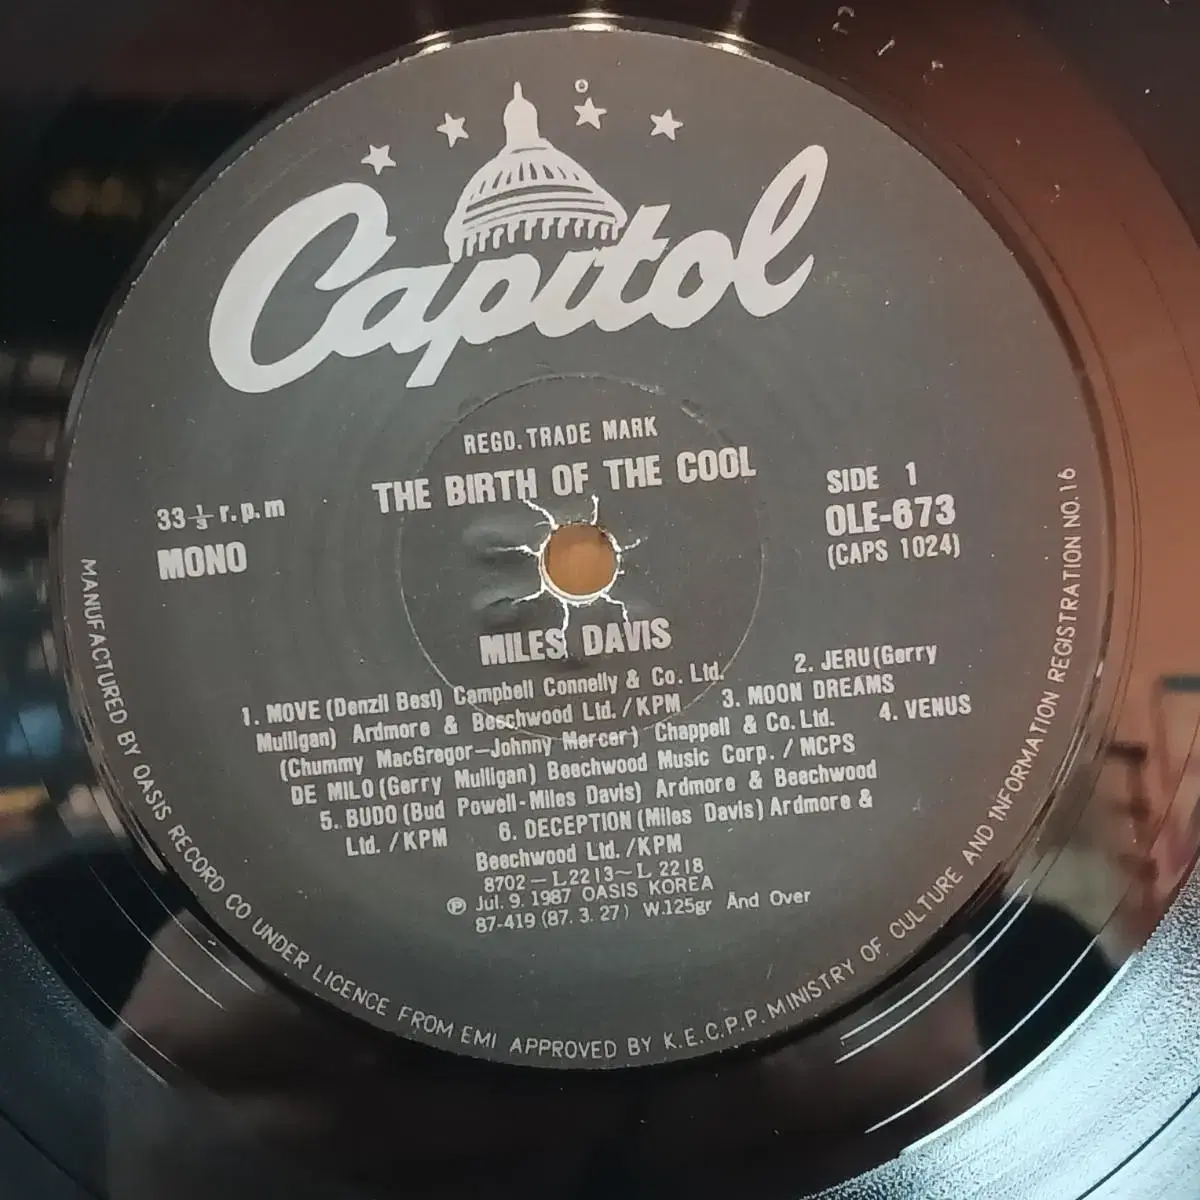 Capitol
REGD. TRADE MARK
THE BIRTH OF THE COOL
33 1/3 r.p.m
MONO
SIDE 1
OLE-673
(CAPS 1024)
MILES DAVIS
1. MOVE (Denzil Best) Campbell Connelly & Co. Ltd. 2. JERU (Gerry
Mulligan) Ardmore & Beechwood Ltd. / KPM 3. MOON DREAMS
(Chummy MacGregor-Johnny Mercer) Chappell & Co. Ltd. 4. VENUS
DE MILO (Gerry Mulligan) Beechwood Music Corp. / MCPS
5. BUDO (Bud Powell-Miles Davis) Ardmore & Beechwood
Ltd. / KPM 6. DECEPTION (Miles Davis) Ardmore &
Beechwood Ltd. / KPM
8702-L2213~L 2218
℗ Jul. 9. 1987 OASIS KOREA
87-419 (87. 3. 27) W.125gr And Over
MANUFACTURED BY OASIS RECORD CO UNDER LICENCE FROM EMI APPROVED BY K.E.C.P.P. MINISTRY OF CULTURE AND INFORMATION REGISTRATION NO. 16